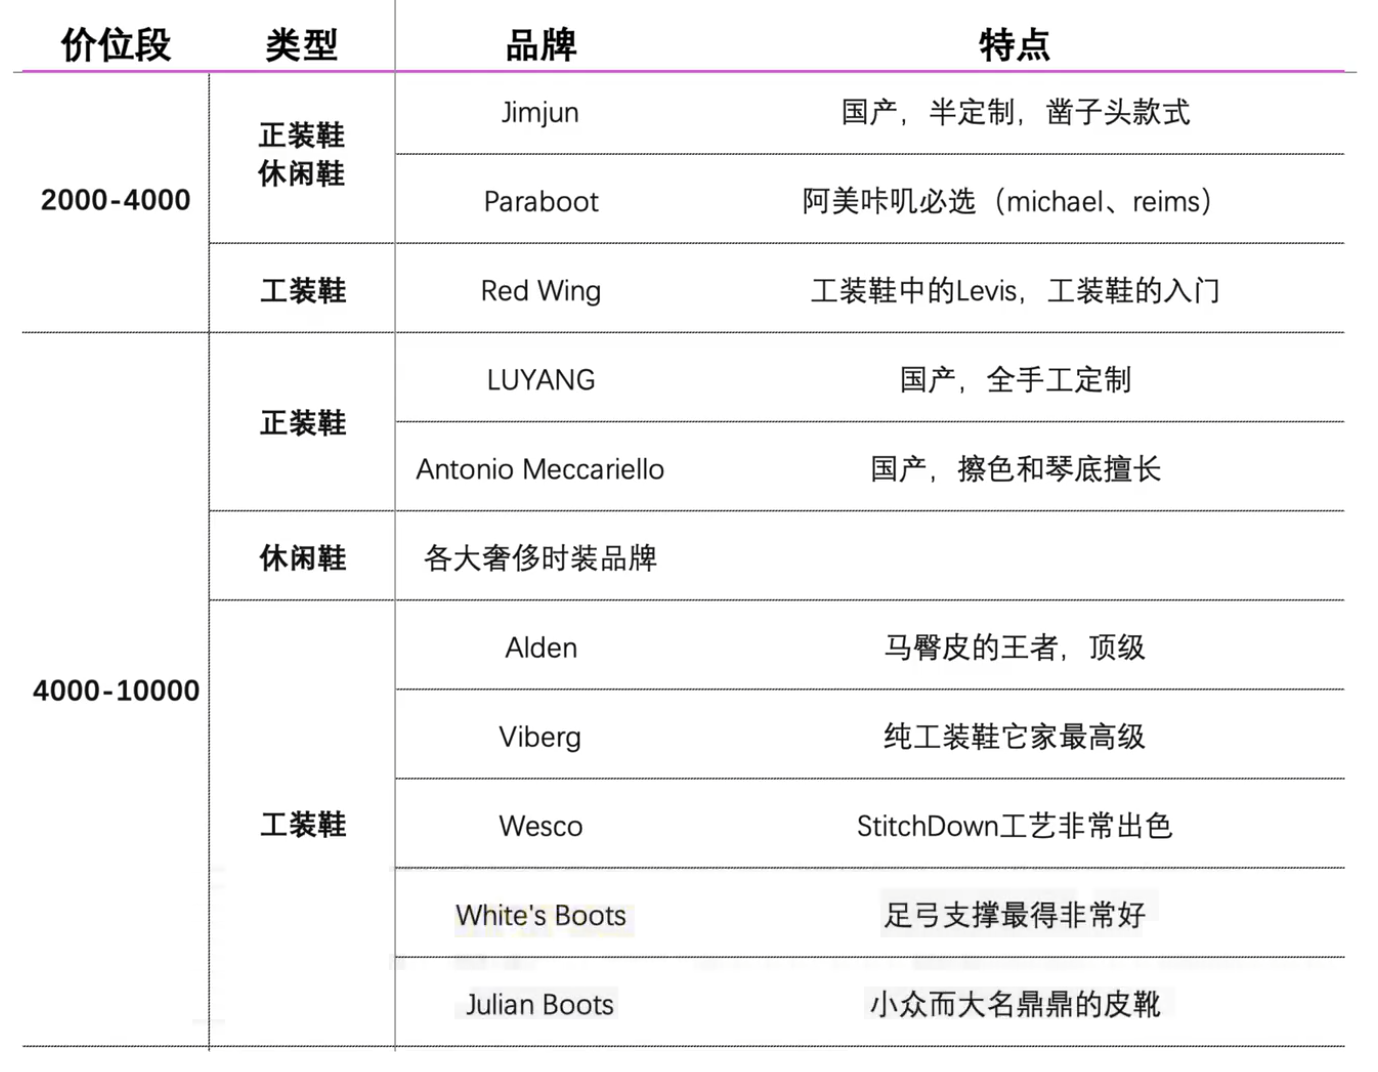 价位段 类型 品牌 特点
2000-4000
正装鞋
休闲鞋
Jimjun 国产，半定制，凿子头款式
Paraboot 阿美咔叽必选（michael、reims）
工装鞋 Red Wing 工装鞋中的Levis，工装鞋的入门
4000-10000
正装鞋
LUYANG 国产，全手工定制
Antonio Meccariello 国产，擦色和琴底擅长
休闲鞋 各大奢侈时装品牌
工装鞋
Alden 马臀皮的王者，顶级
Viberg 纯工装鞋它家最高级
Wesco StitchDown工艺非常出色
White's Boots 足弓支撑最得非常好
Julian Boots 小众而大名鼎鼎的皮靴